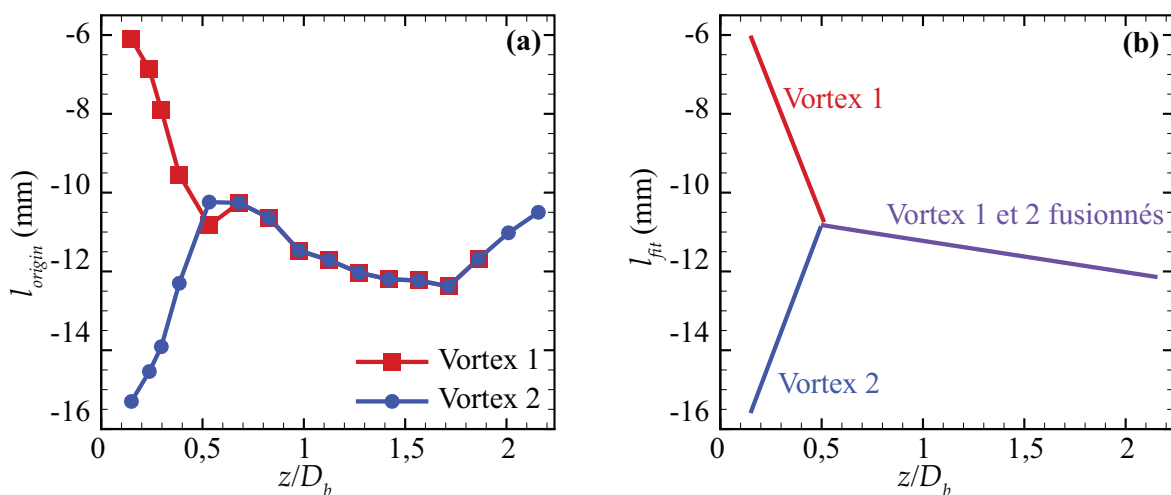 (a)
-6
-8
-10
-12
-14
-16
l_origin (mm)
Vortex 1
Vortex 2
0 0,5 1 1,5 2
z/D_h
(b)
-6
-8
-10
-12
-14
-16
l_fit (mm)
Vortex 1
Vortex 1 et 2 fusionnés
Vortex 2
0 0,5 1 1,5 2
z/D_h